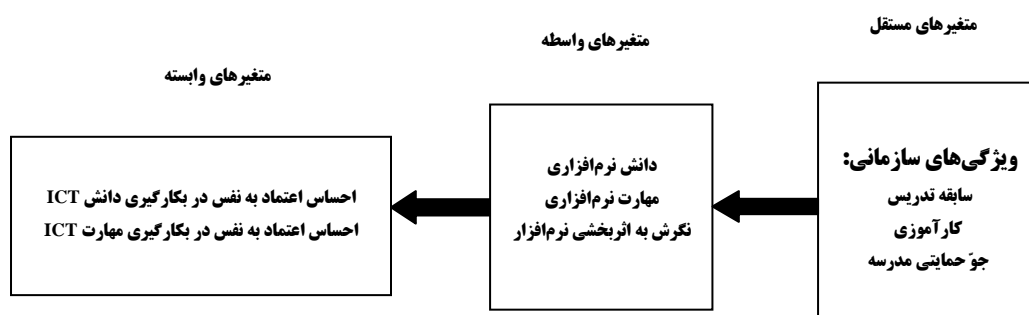 متغیرهای مستقل
ویژگی‌های سازمانی:
سابقه تدریس
کارآموزی
جوّ حمایتی مدرسه
متغیرهای واسطه
دانش نرم‌افزاری
مهارت نرم‌افزاری
نگرش به اثربخشی نرم‌افزار
متغیرهای وابسته
احساس اعتماد به نفس در بکارگیری دانش ICT
احساس اعتماد به نفس در بکارگیری مهارت ICT